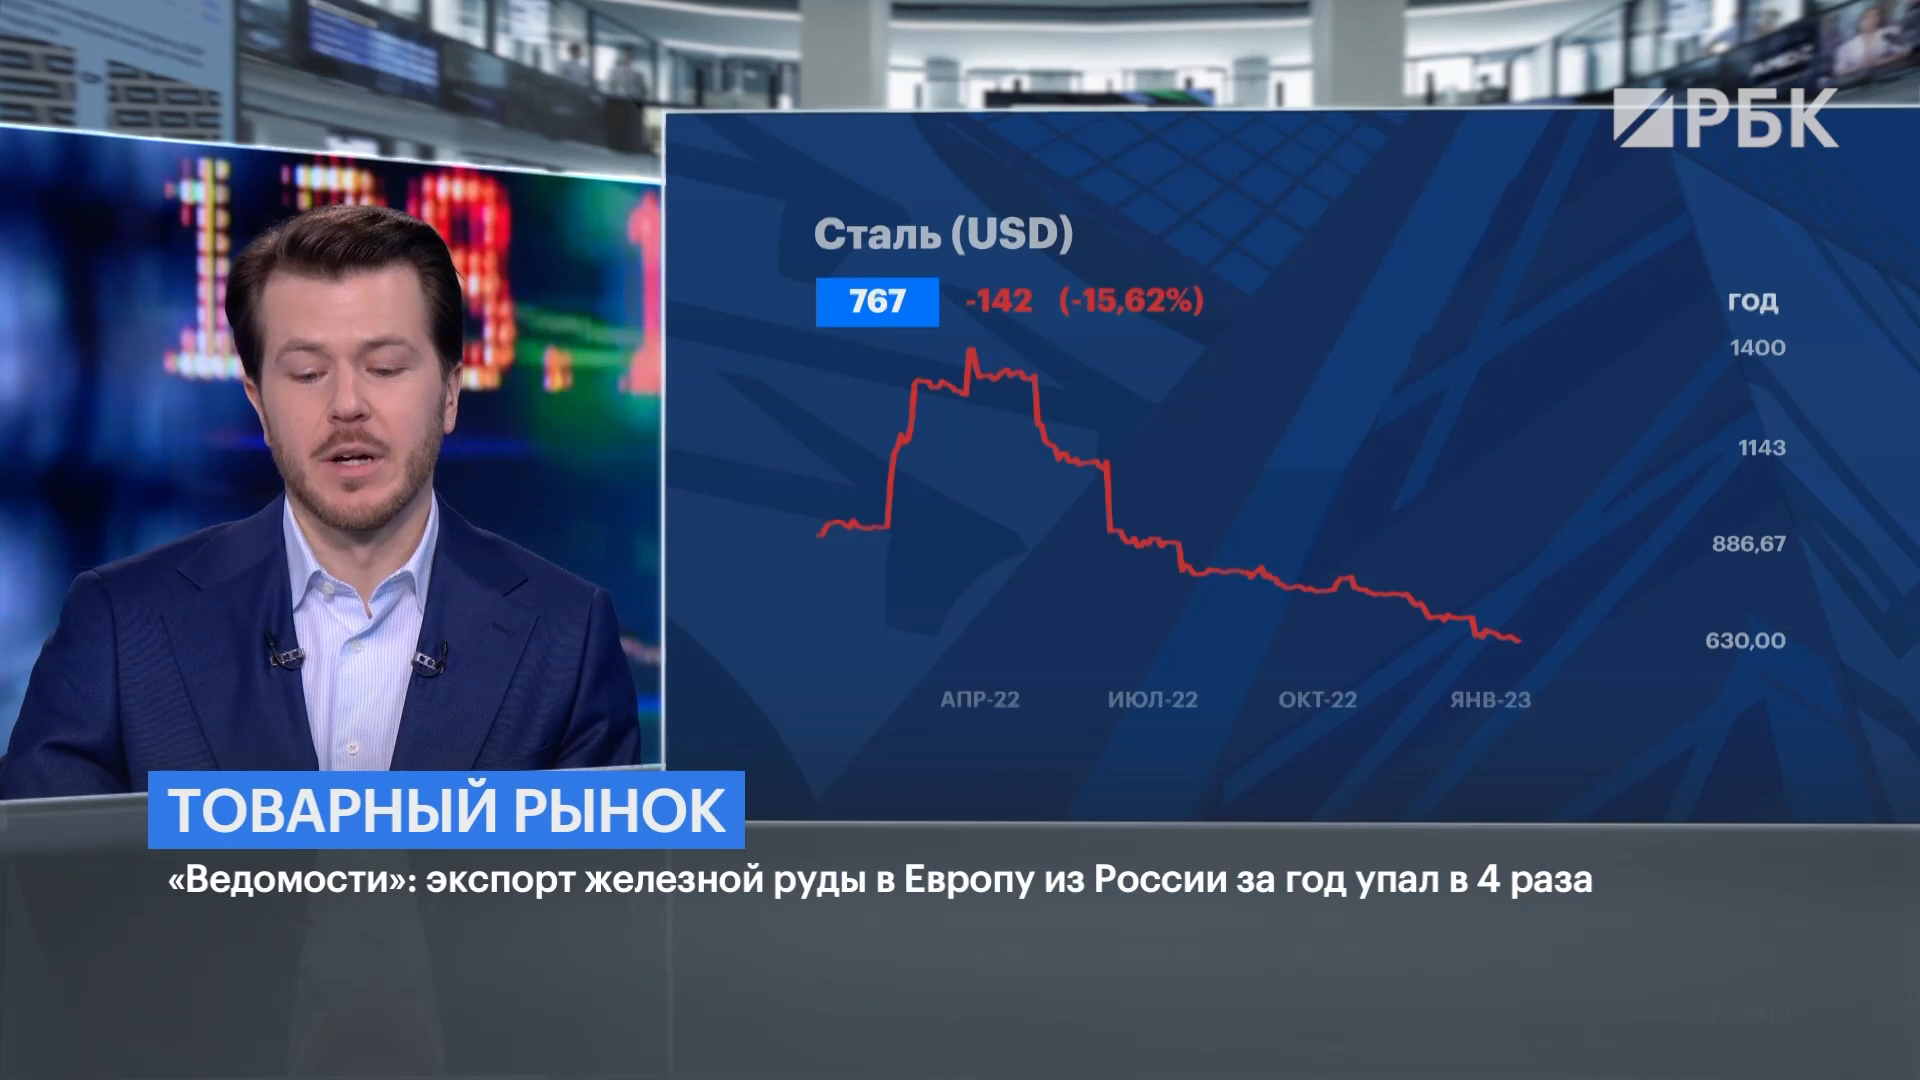 РБК
Сталь (USD)
767 -142 (-15,62%)
год
1400
1143
886,67
630,00
АПР-22 ИЮЛ-22 ОКТ-22 ЯНВ-23
ТОВАРНЫЙ РЫНОК
«Ведомости»: экспорт железной руды в Европу из России за год упал в 4 раза